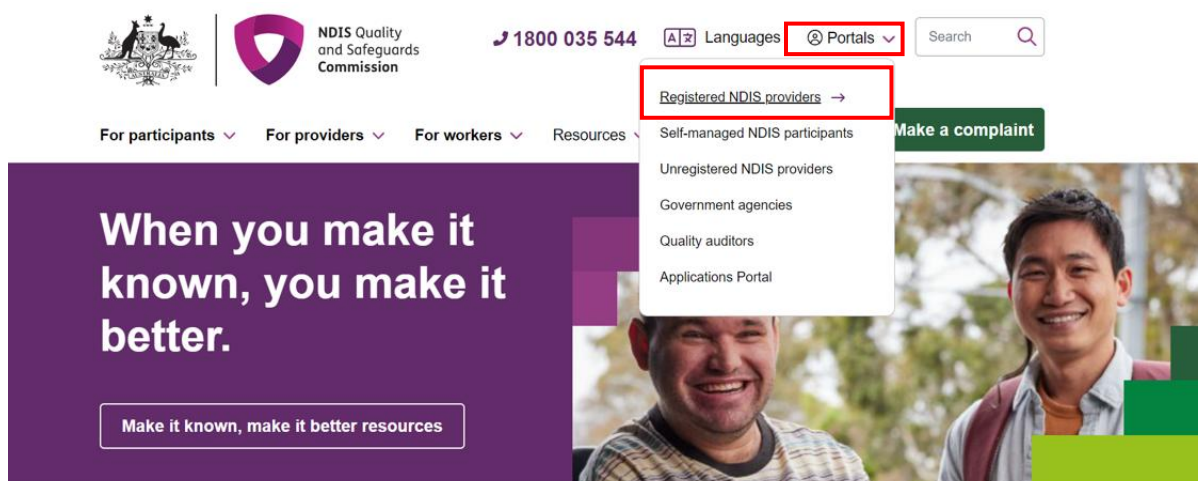 NDIS Quality
and Safeguards
Commission
1800 035 544
Languages
Portals
Search
Registered NDIS providers →
Self-managed NDIS participants
Unregistered NDIS providers
Government agencies
Quality auditors
Applications Portal
For participants
For providers
For workers
Resources
Make a complaint
When you make it
known, you make it
better.
Make it known, make it better resources